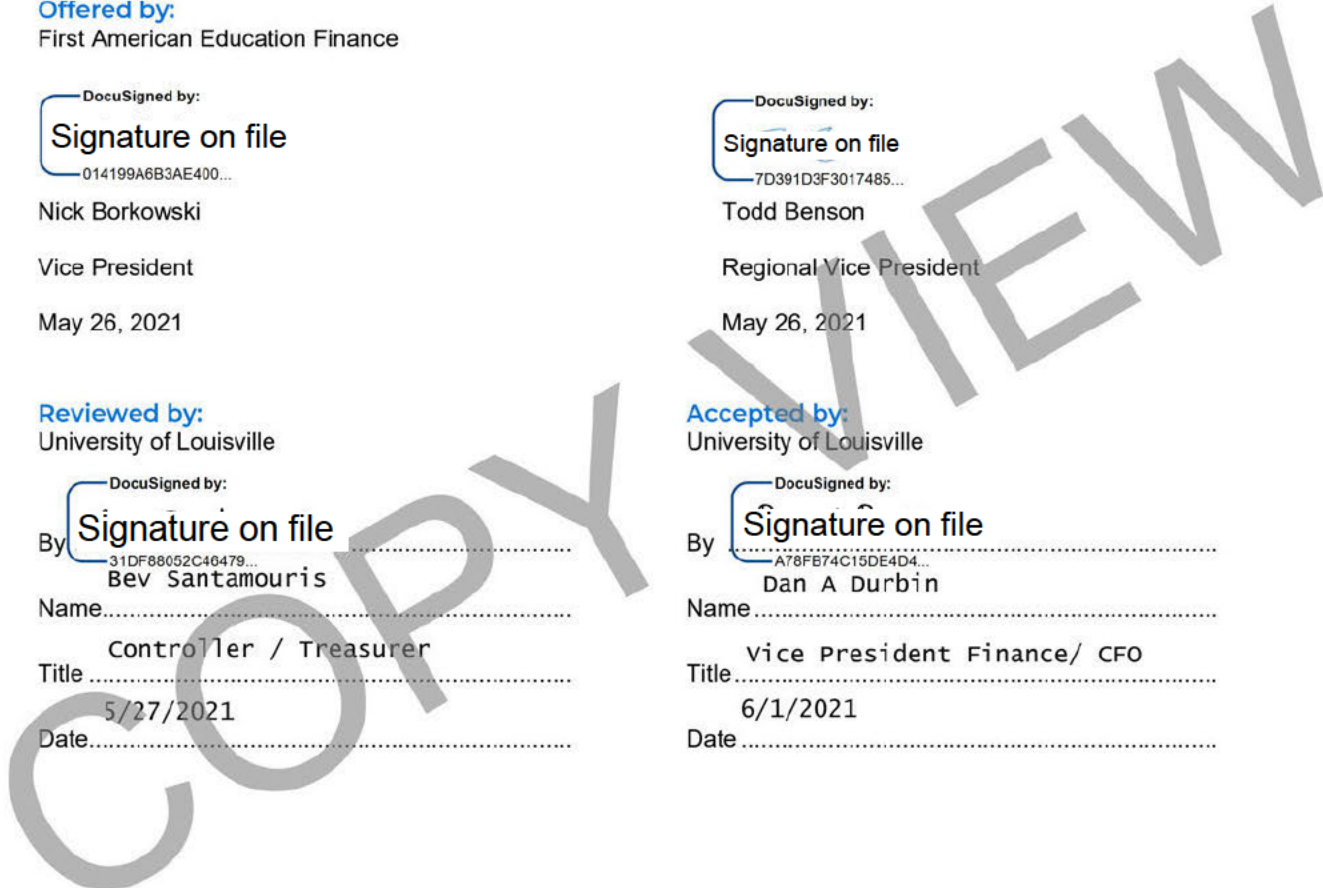 Offered by:
First American Education Finance
DocuSigned by:
Signature on file
014199A6B3AE400...
Nick Borkowski
Vice President
May 26, 2021
DocuSigned by:
Signature on file
7D391D3F3017485...
Todd Benson
Regional Vice President
May 26, 2021
Reviewed by:
University of Louisville
DocuSigned by:
By Signature on file
31DF88052C46479...
Bev Santamouris
Name
Controller / Treasurer
Title
5/27/2021
Date
Accepted by:
University of Louisville
DocuSigned by:
By Signature on file
A78FB74C15DE4D4...
Dan A Durbin
Name
Vice President Finance/ CFO
Title
6/1/2021
Date
COPY VIEW